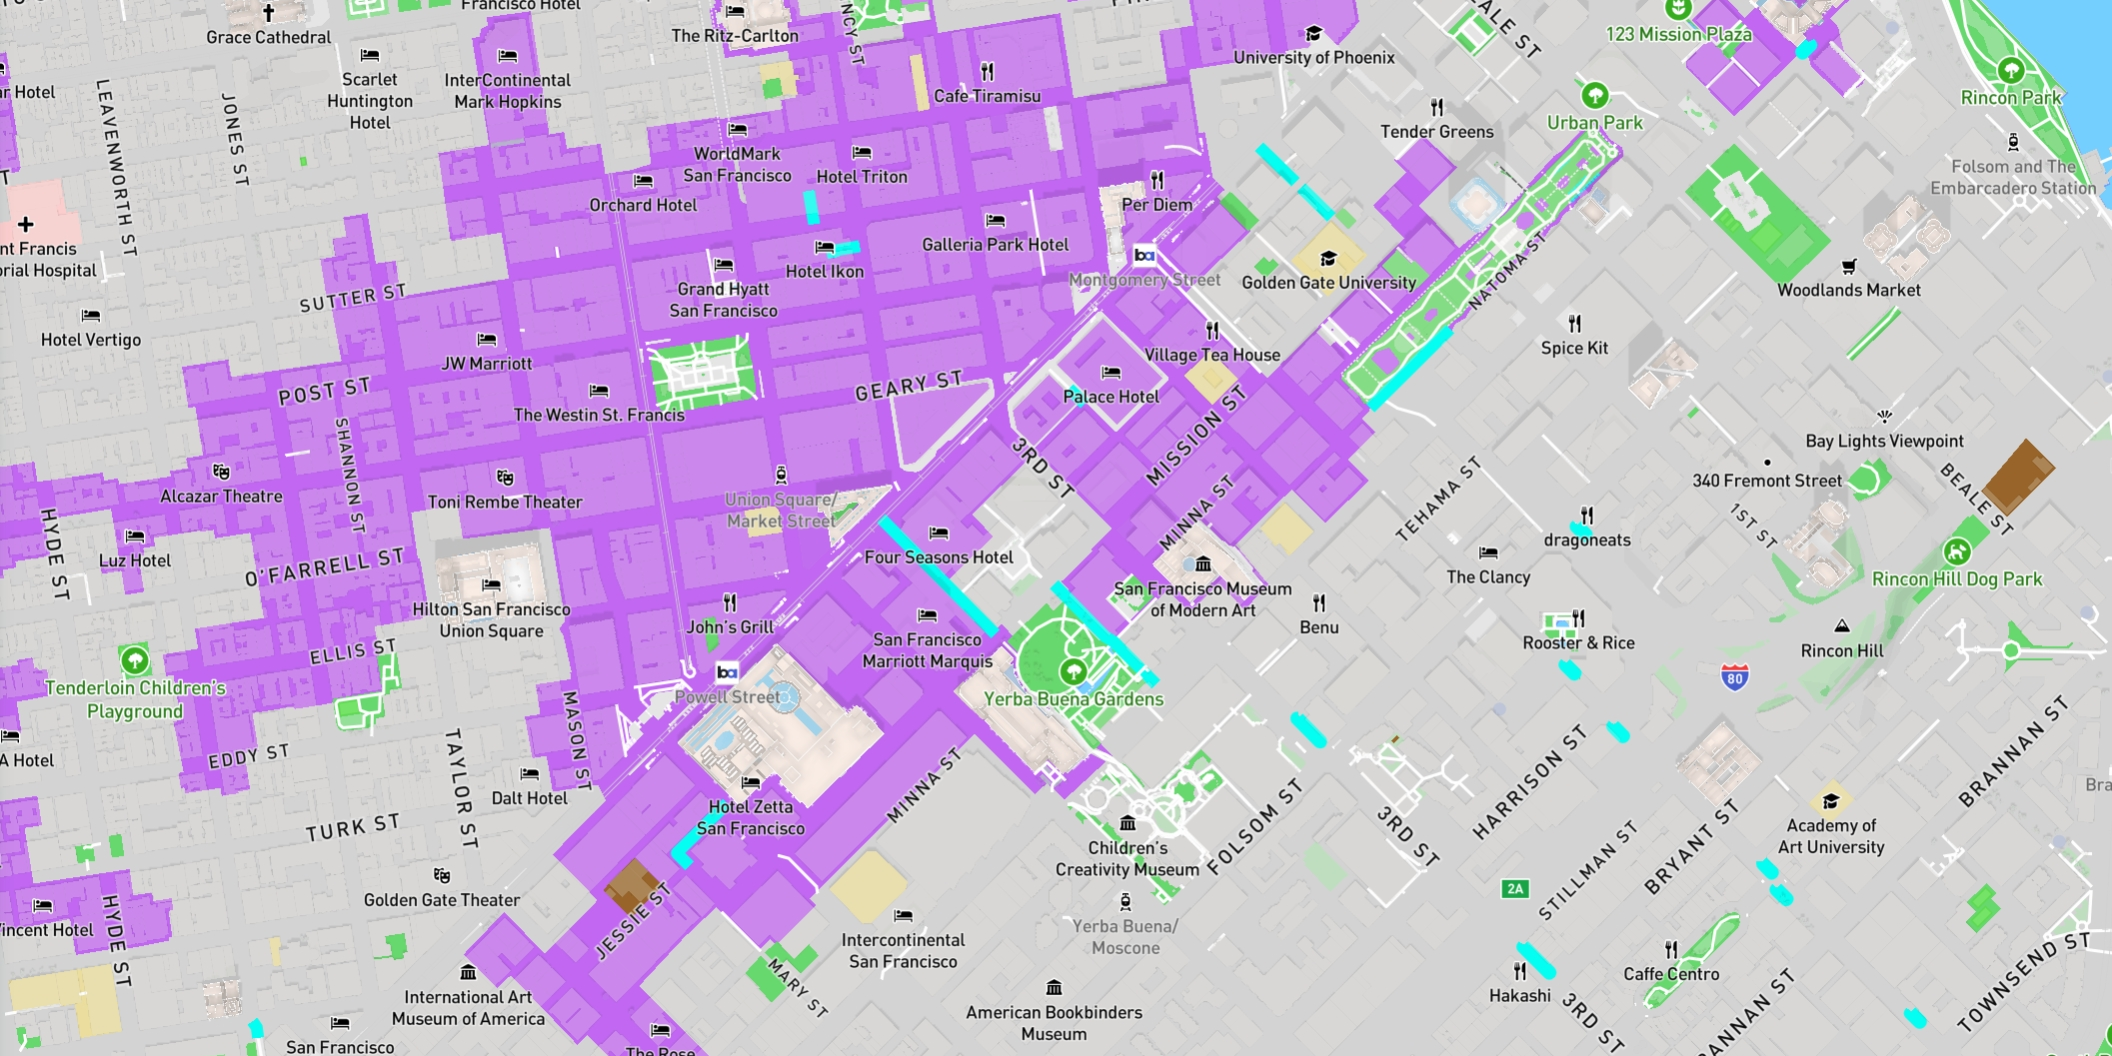 Francisco Hotel
Grace Cathedral
The Ritz-Carlton
ALE ST
123 Mission Plaza
University of Phoenix
NCY ST
Scarlet
Huntington
Hotel
InterContinental
Mark Hopkins
Cafe Tiramisu
Rincon Park
ar Hotel
LEAVENWORTH ST
JONES ST
Tender Greens
Urban Park
WorldMark
San Francisco
Hotel Triton
Folsom and The
Embarcadero Station
Orchard Hotel
Per Diem
nt Francis
orial Hospital
Galleria Park Hotel
Hotel Ikon
Grand Hyatt
San Francisco
Montgomery Street
Golden Gate University
NATOMA ST
Woodlands Market
SUTTER ST
Hotel Vertigo
JW Marriott
Village Tea House
Spice Kit
POST ST
The Westin St. Francis
GEARY ST
Palace Hotel
MISSION ST
SHANNON ST
3RD ST
Bay Lights Viewpoint
340 Fremont Street
BEALE ST
Alcazar Theatre
Toni Rembe Theater
Union Square/
Market Street
MINNA ST
TEHAMA ST
1ST ST
HYDE ST
Luz Hotel
O'FARRELL ST
Four Seasons Hotel
dragoneats
The Clancy
Rincon Hill Dog Park
Hilton San Francisco
Union Square
John's Grill
San Francisco Museum
of Modern Art
Benu
Rooster & Rice
Rincon Hill
ELLIS ST
San Francisco
Marriott Marquis
80
Tenderloin Children's
Playground
ba
Powell Street
Yerba Buena Gardens
EDDY ST
MASON ST
TAYLOR ST
A Hotel
Dalt Hotel
MINNA ST
HARRISON ST
BRANNAN ST
Bra
Hotel Zetta
San Francisco
TURK ST
Children's
Creativity Museum
FOLSOM ST
3RD ST
Academy of
Art University
STILLMAN ST
BRYANT ST
2A
Golden Gate Theater
JESSIE ST
HYDE ST
incent Hotel
Intercontinental
San Francisco
Yerba Buena/
Moscone
MARY ST
TOWNSEND ST
Caffe Centro
Hakashi
International Art
Museum of America
American Bookbinders
Museum
3RD ST
ANNAN ST
San Francisco
The Rose